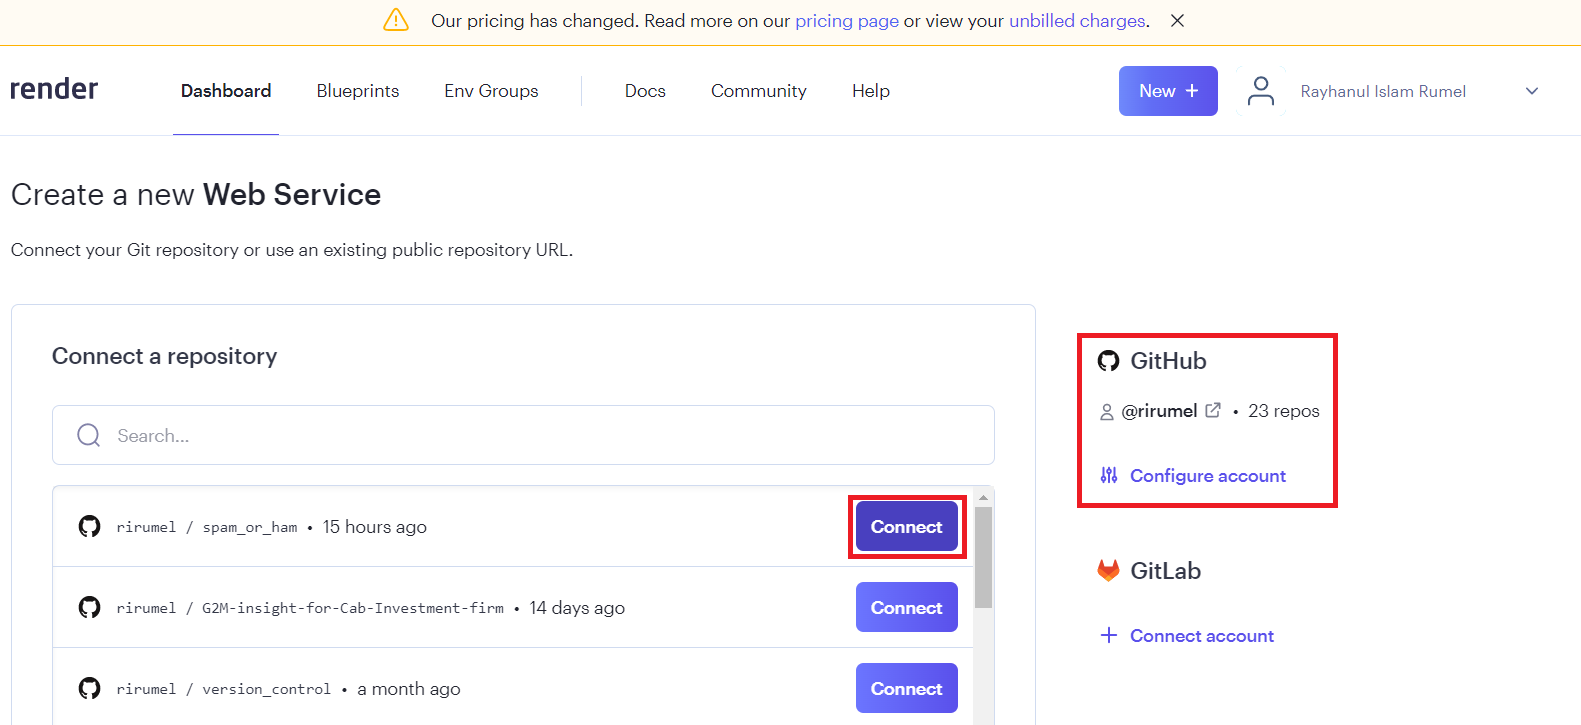 Our pricing has changed. Read more on our pricing page or view your unbilled charges.
render Dashboard Blueprints Env Groups Docs Community Help New + Rayhanul Islam Rumel
Create a new Web Service
Connect your Git repository or use an existing public repository URL.
Connect a repository
Search...
rirumel / spam_or_ham • 15 hours ago Connect
rirumel / G2M-insight-for-Cab-Investment-firm • 14 days ago Connect
rirumel / version_control • a month ago Connect
GitHub
@rirumel • 23 repos
Configure account
GitLab
+ Connect account